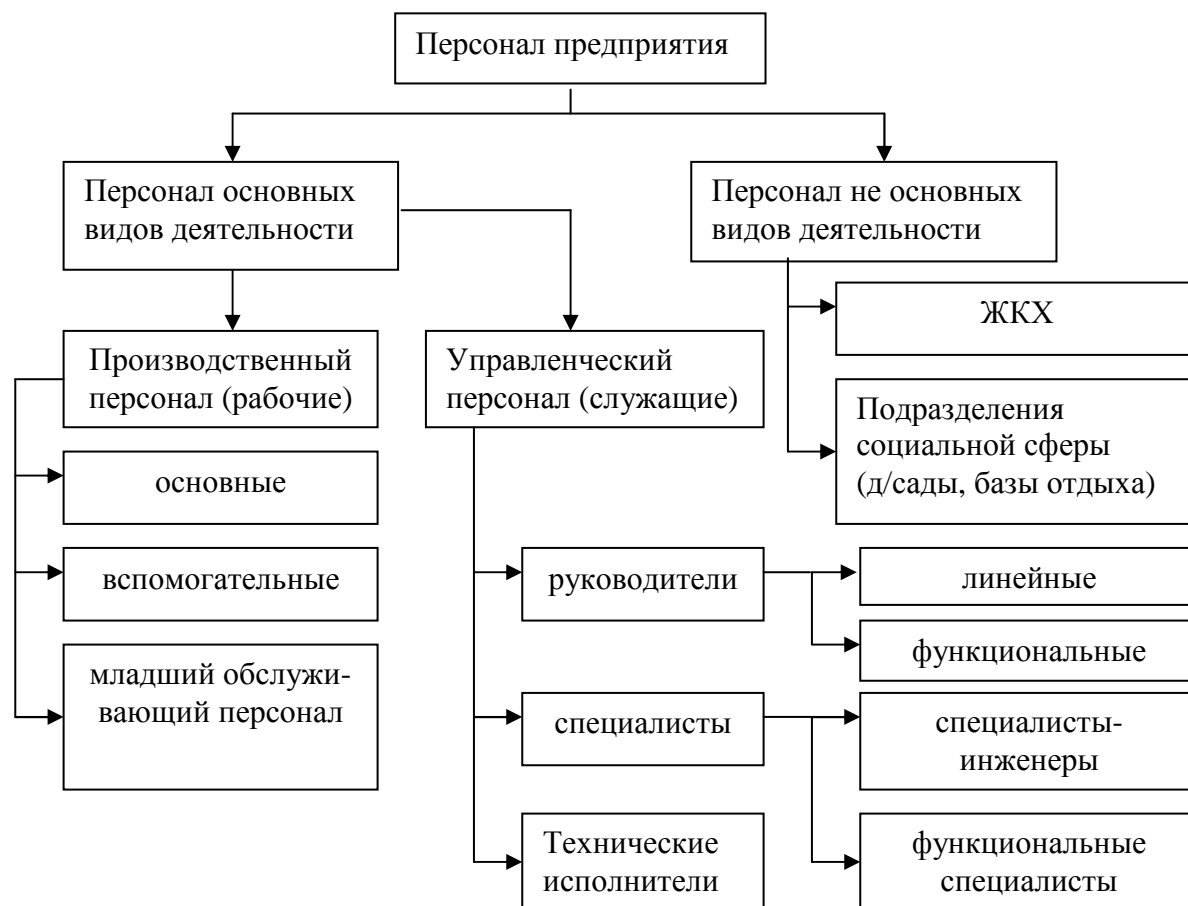 Персонал предприятия
Персонал основных
видов деятельности
Персонал не основных
видов деятельности
ЖКХ
Производственный
персонал (рабочие)
Управленческий
персонал (служащие)
Подразделения
социальной сферы
(д/сады, базы отдыха)
основные
вспомогательные
руководители
линейные
функциональные
младший обслужи-
вающий персонал
специалисты
специалисты-
инженеры
Технические
исполнители
функциональные
специалисты